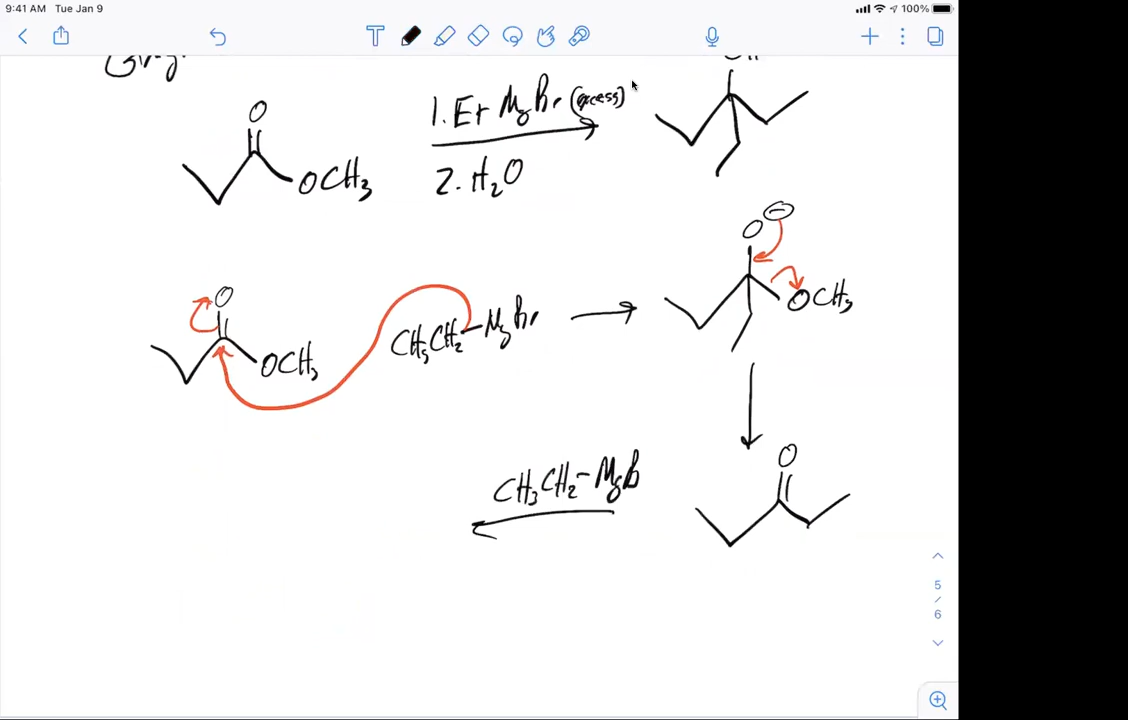 9:41 AM Tue Jan 9
100%
O
OCH3
1. Et MgBr (excess)
2. H2O
O
OCH3
CH3CH2-MgBr
O
OCH3
CH3CH2-MgB
O
5
/
6